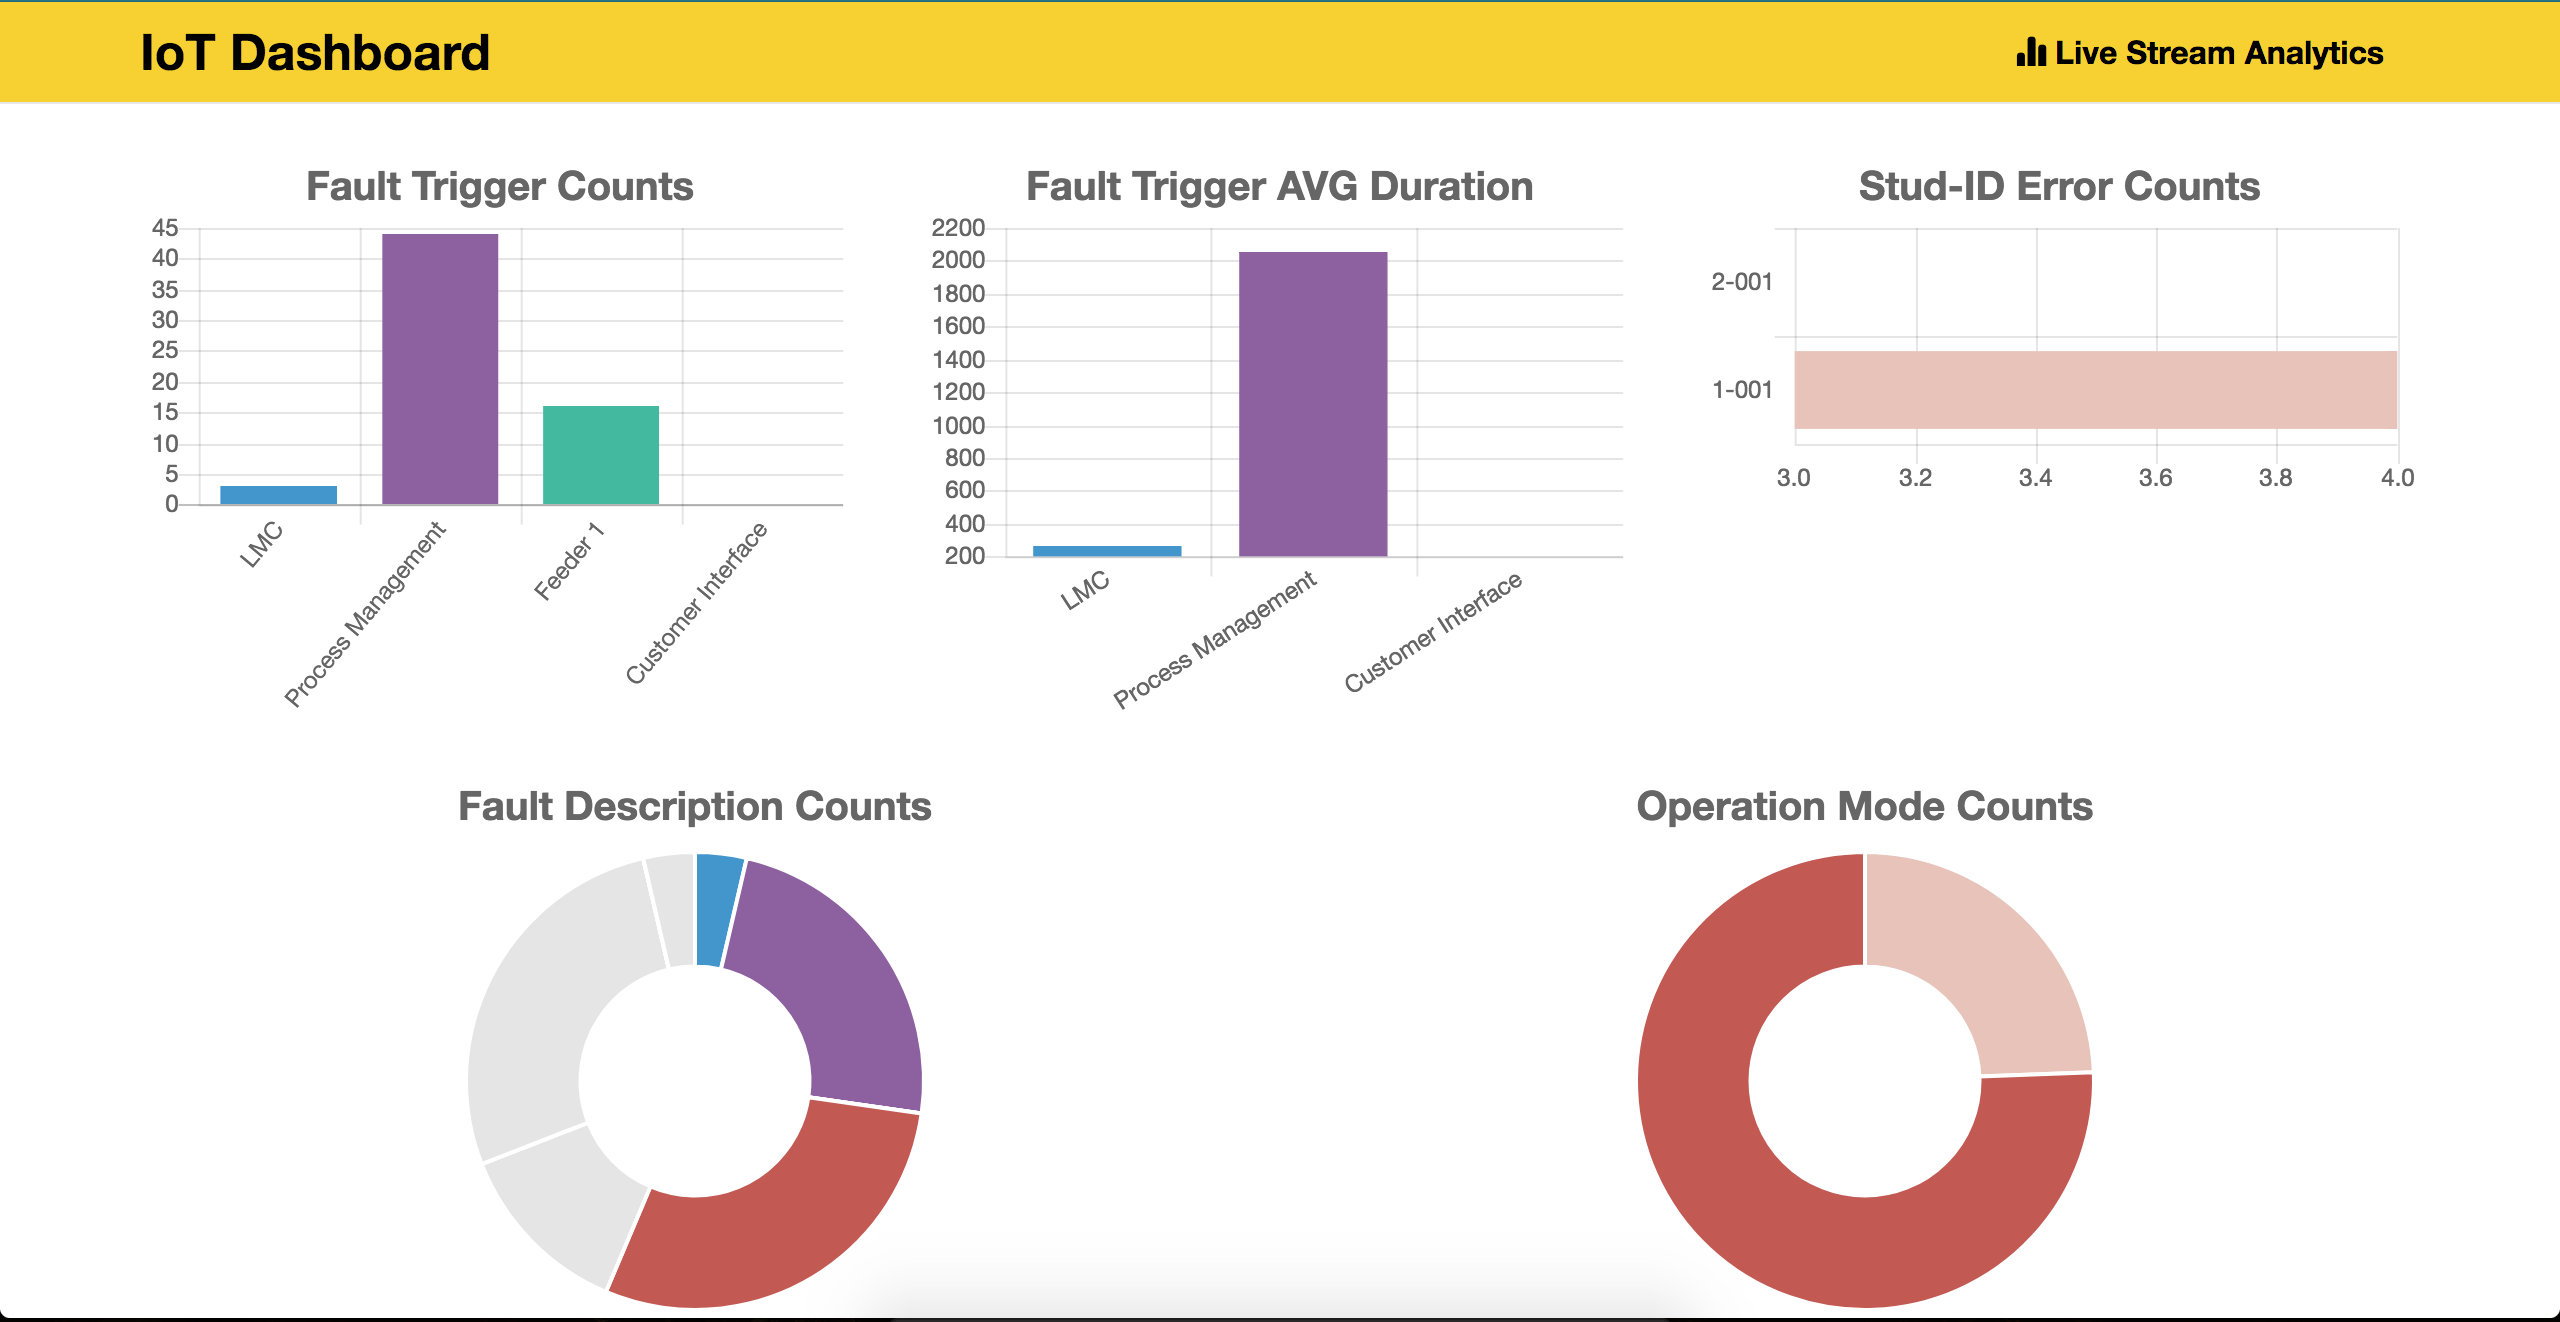 IoT Dashboard
Live Stream Analytics
Fault Trigger Counts
45
40
35
30
25
20
15
10
5
0
LMC
Process Management
Feeder 1
Customer Interface
Fault Trigger AVG Duration
2200
2000
1800
1600
1400
1200
1000
800
600
400
200
LMC
Process Management
Customer Interface
Stud-ID Error Counts
2-001
1-001
3.0 3.2 3.4 3.6 3.8 4.0
Fault Description Counts
Operation Mode Counts